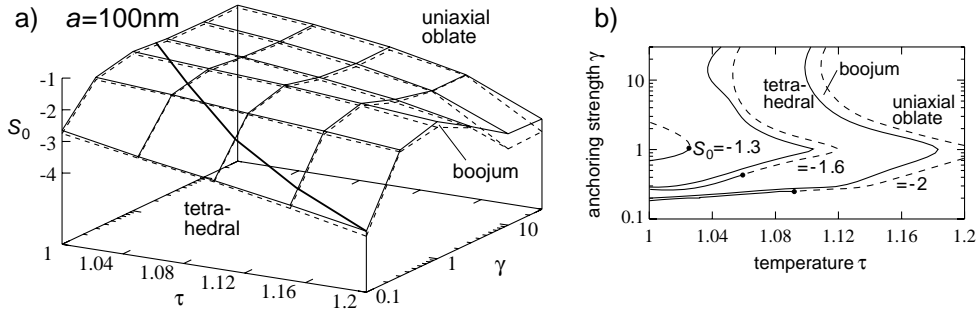 a) a=100nm
uniaxial
oblate
-1
-2
S0
-3
-4
boojum
tetra-
hedral
1
1.04
1.08
1.12
1.16
1.2
τ
0.1
1
10
γ
b)
anchoring strength γ
10
1
0.1
tetra-
hedral
boojum
uniaxial
oblate
S0=-1.3
=-1.6
=-2
1 1.04 1.08 1.12 1.16 1.2
temperature τ